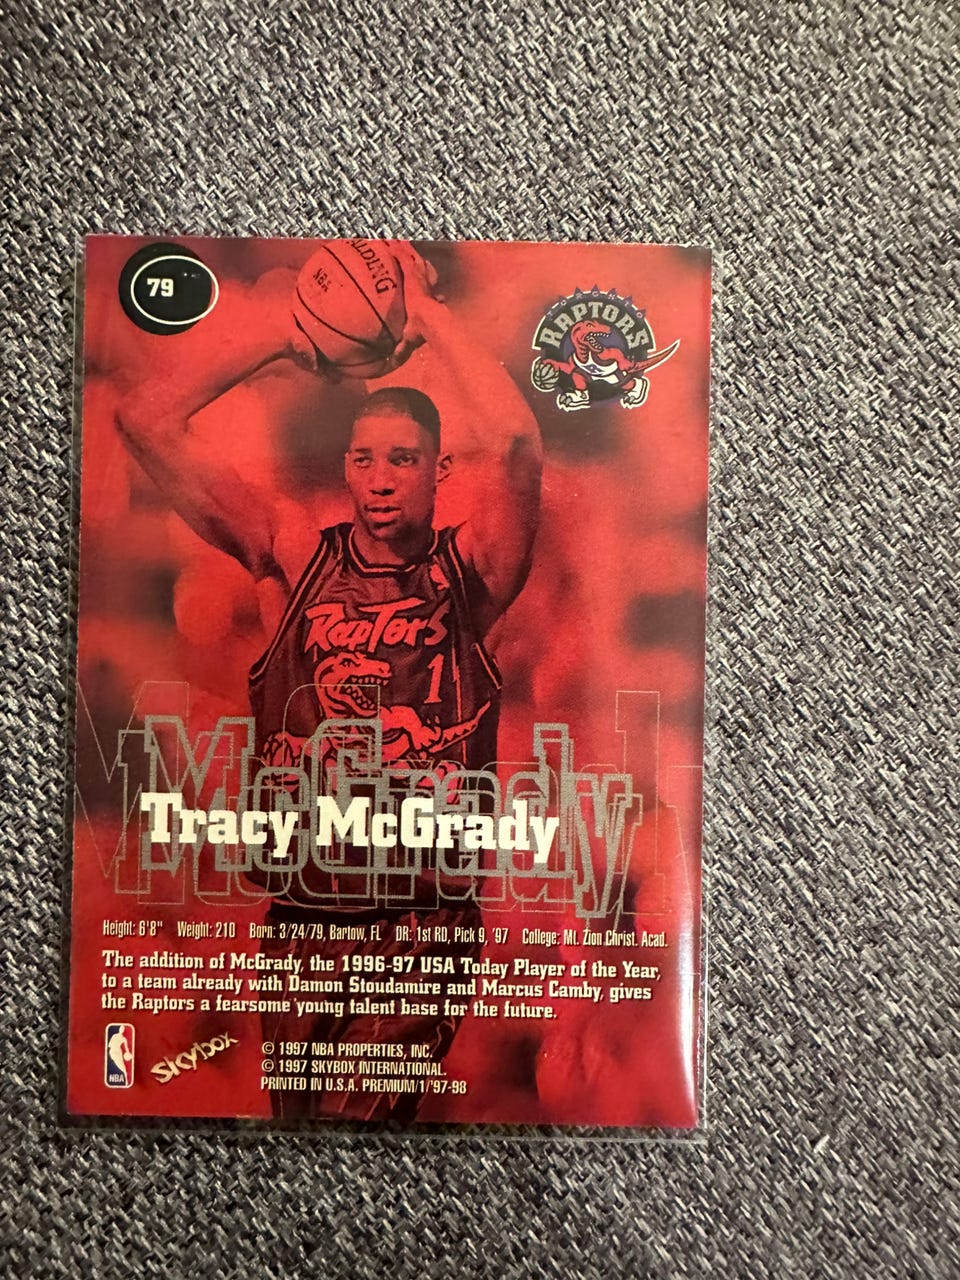 79
SPALDING
NBA
TORONTO
RAPTORS
RapTors
1
McGrady
Tracy McGrady
Height: 6'8" Weight: 210 Born: 3/24/79, Bartow, FL DR: 1st RD, Pick 9, '97 College: Mt. Zion Christ. Acad.
The addition of McGrady, the 1996-97 USA Today Player of the Year,
to a team already with Damon Stoudamire and Marcus Camby, gives
the Raptors a fearsome young talent base for the future.
NBA
SkyBox
© 1997 NBA PROPERTIES, INC.
© 1997 SKYBOX INTERNATIONAL.
PRINTED IN U.S.A. PREMIUM/1/'97-98